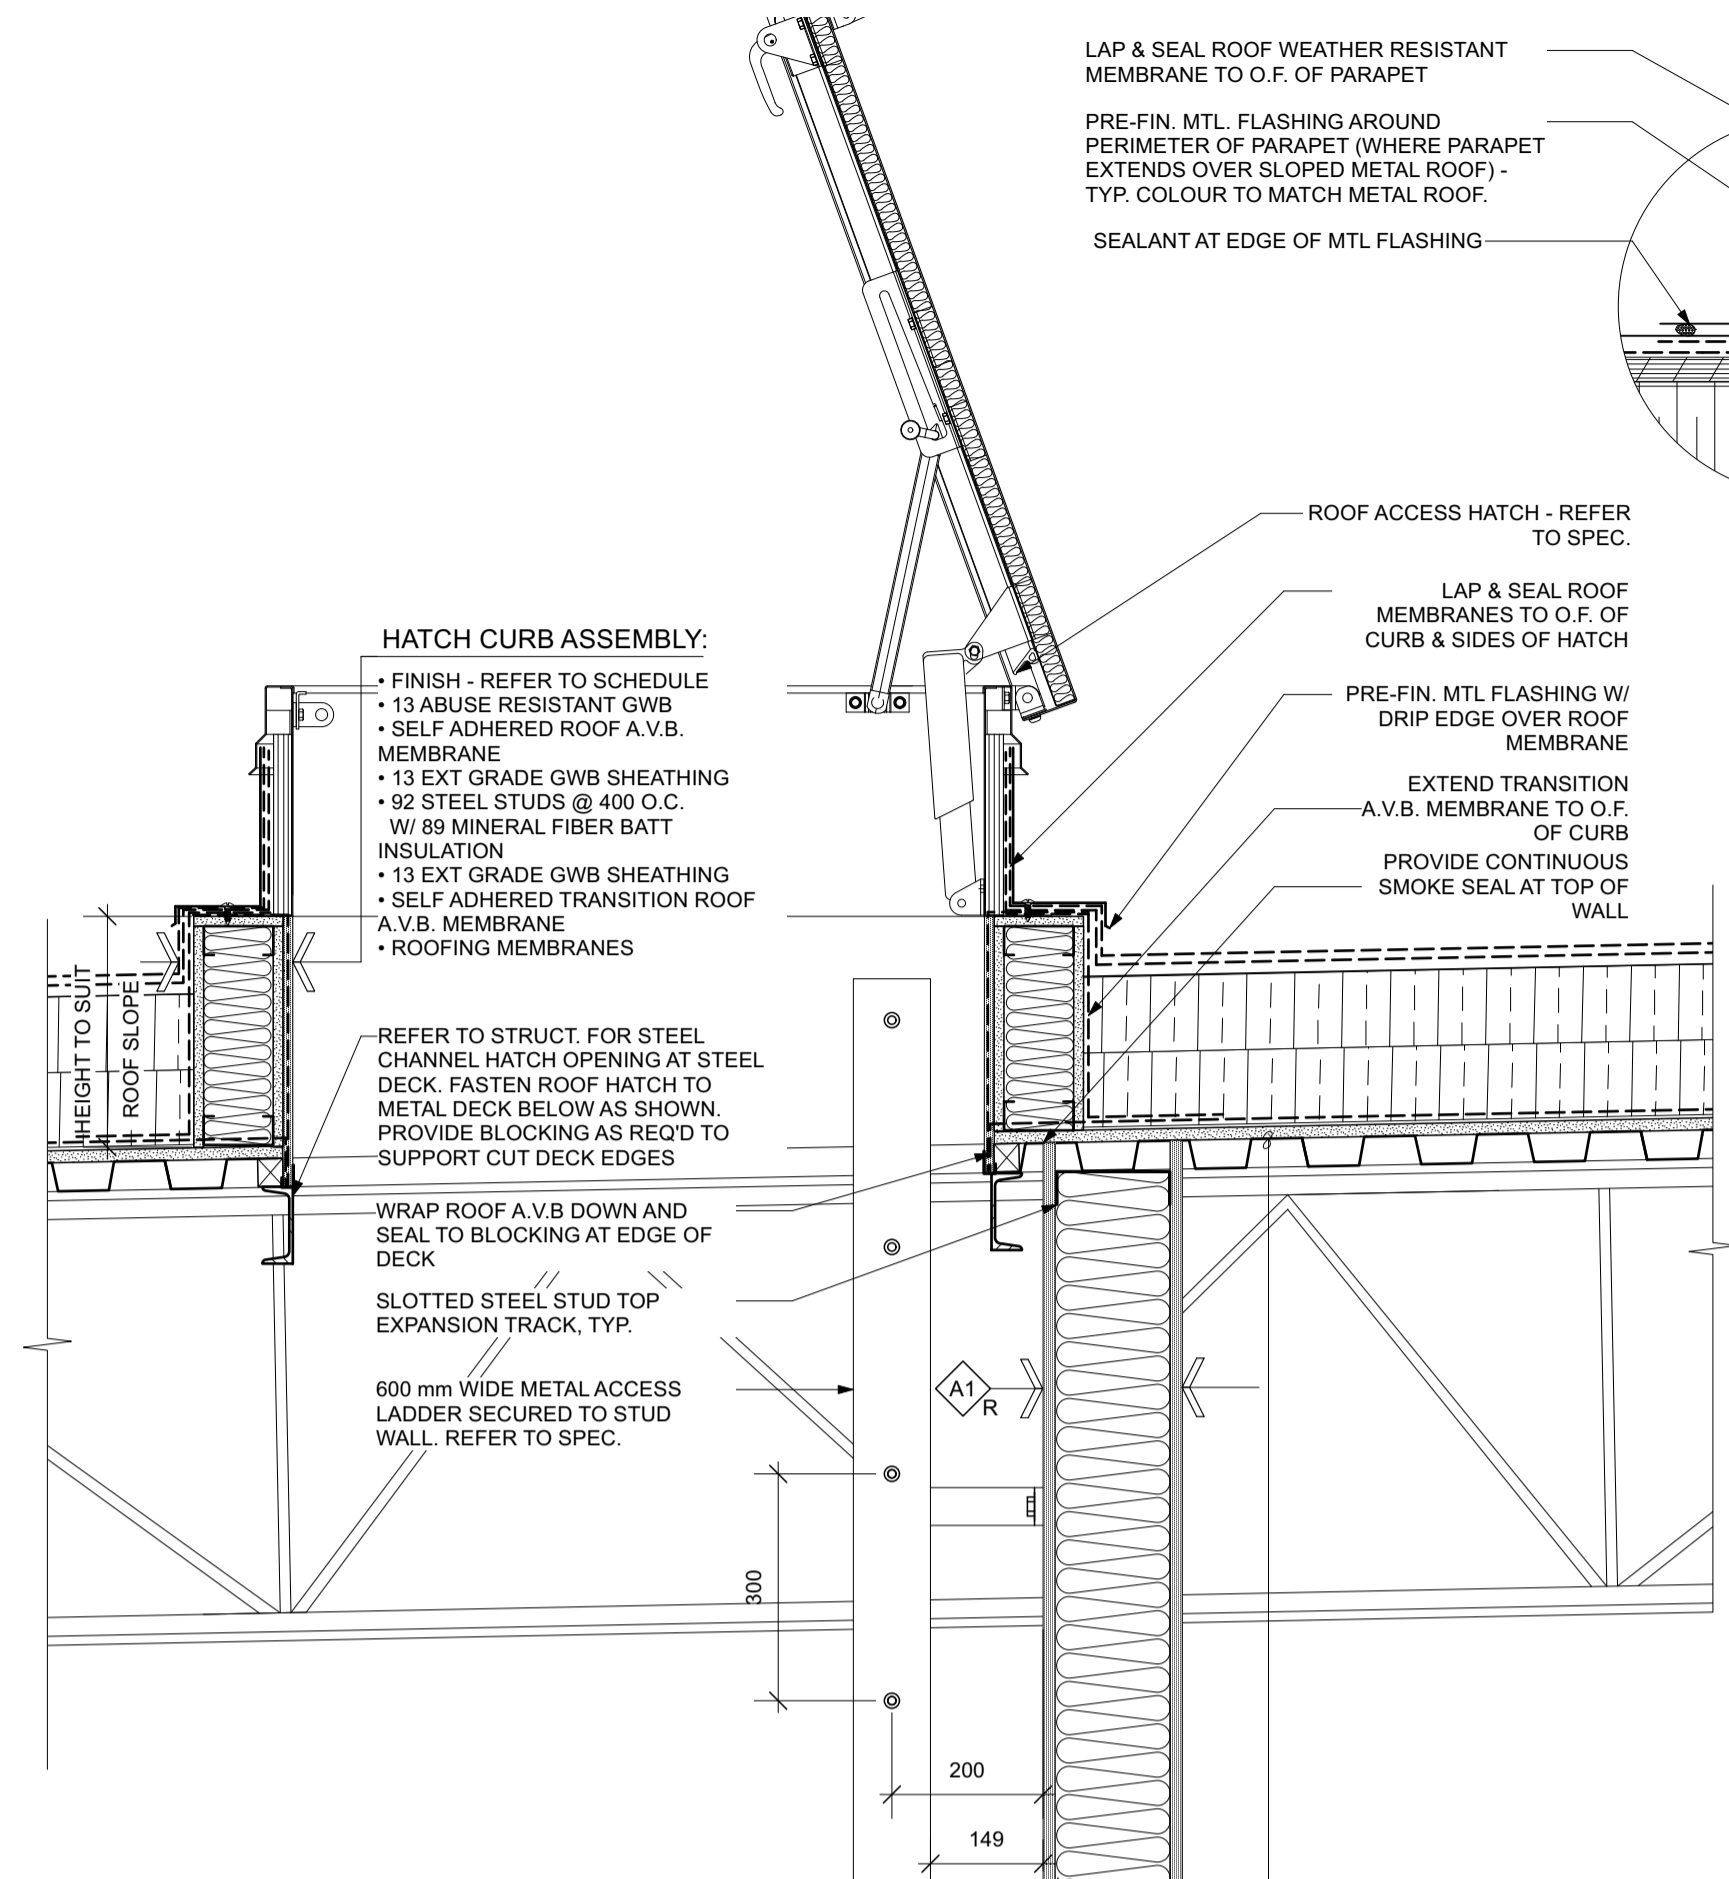 LAP & SEAL ROOF WEATHER RESISTANT
MEMBRANE TO O.F. OF PARAPET
PRE-FIN. MTL. FLASHING AROUND
PERIMETER OF PARAPET (WHERE PARAPET
EXTENDS OVER SLOPED METAL ROOF) -
TYP. COLOUR TO MATCH METAL ROOF.
SEALANT AT EDGE OF MTL FLASHING
ROOF ACCESS HATCH - REFER
TO SPEC.
LAP & SEAL ROOF
MEMBRANES TO O.F. OF
CURB & SIDES OF HATCH
PRE-FIN. MTL FLASHING W/
DRIP EDGE OVER ROOF
MEMBRANE
EXTEND TRANSITION
A.V.B. MEMBRANE TO O.F.
OF CURB
PROVIDE CONTINUOUS
SMOKE SEAL AT TOP OF
WALL
HATCH CURB ASSEMBLY:
• FINISH - REFER TO SCHEDULE
• 13 ABUSE RESISTANT GWB
• SELF ADHERED ROOF A.V.B.
MEMBRANE
• 13 EXT GRADE GWB SHEATHING
• 92 STEEL STUDS @ 400 O.C.
W/ 89 MINERAL FIBER BATT
INSULATION
• 13 EXT GRADE GWB SHEATHING
• SELF ADHERED TRANSITION ROOF
A.V.B. MEMBRANE
• ROOFING MEMBRANES
HEIGHT TO SUIT
ROOF SLOPE
REFER TO STRUCT. FOR STEEL
CHANNEL HATCH OPENING AT STEEL
DECK. FASTEN ROOF HATCH TO
METAL DECK BELOW AS SHOWN.
PROVIDE BLOCKING AS REQ'D TO
SUPPORT CUT DECK EDGES
WRAP ROOF A.V.B DOWN AND
SEAL TO BLOCKING AT EDGE OF
DECK
SLOTTED STEEL STUD TOP
EXPANSION TRACK, TYP.
600 mm WIDE METAL ACCESS
LADDER SECURED TO STUD
WALL. REFER TO SPEC.
A1
R
300
200
149